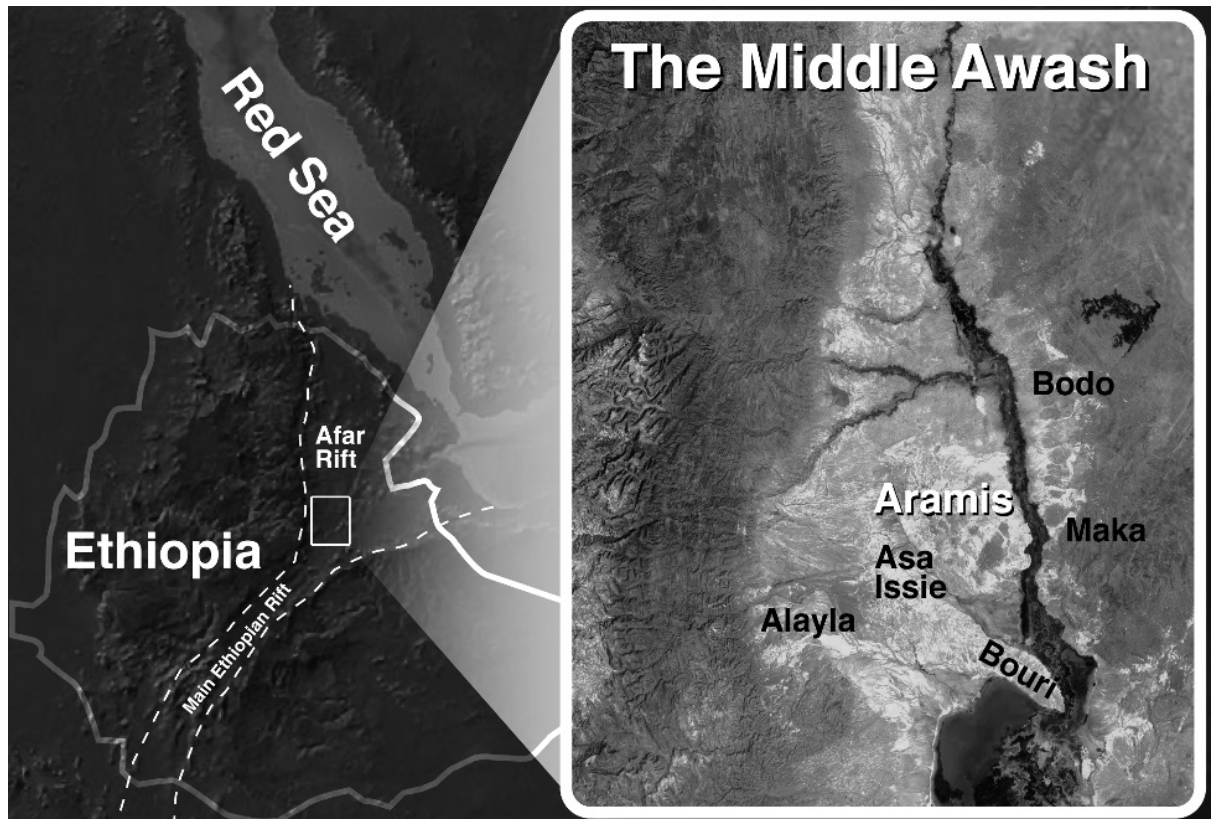 Red Sea
Afar
Rift
Ethiopia
Main Ethiopian Rift
The Middle Awash
Bodo
Aramis
Maka
Asa
Issie
Alayla
Bouri